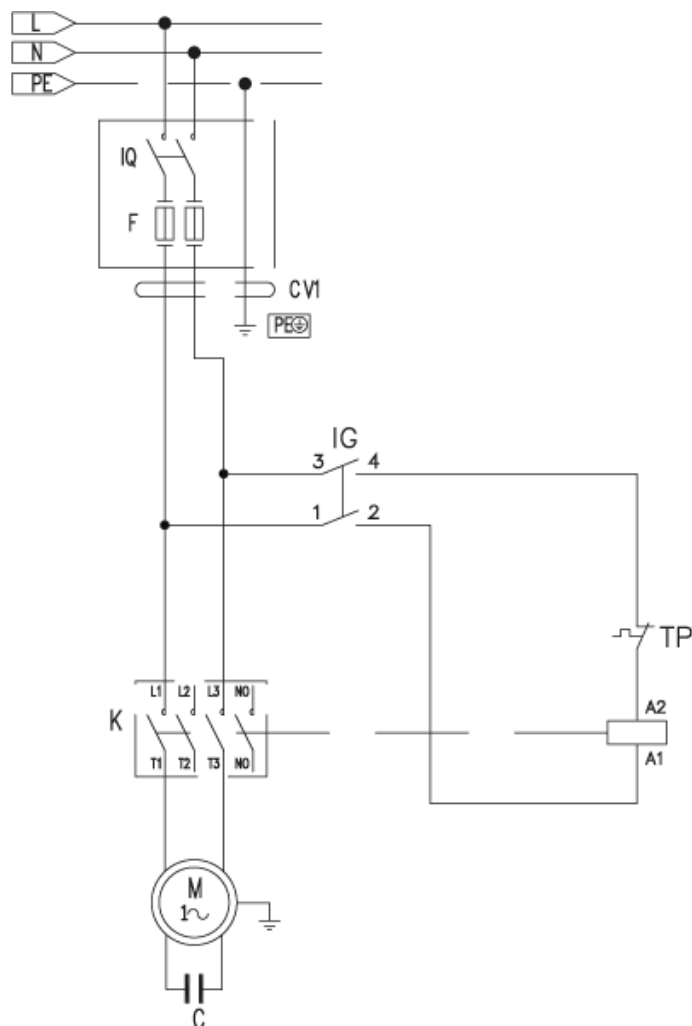 L
N
PE
IQ
F
CV1
PE
IG
3 4
1 2
TP
L1 L2 L3 NO
K
A2
T1 T2 T3 NO
A1
M
1~
C